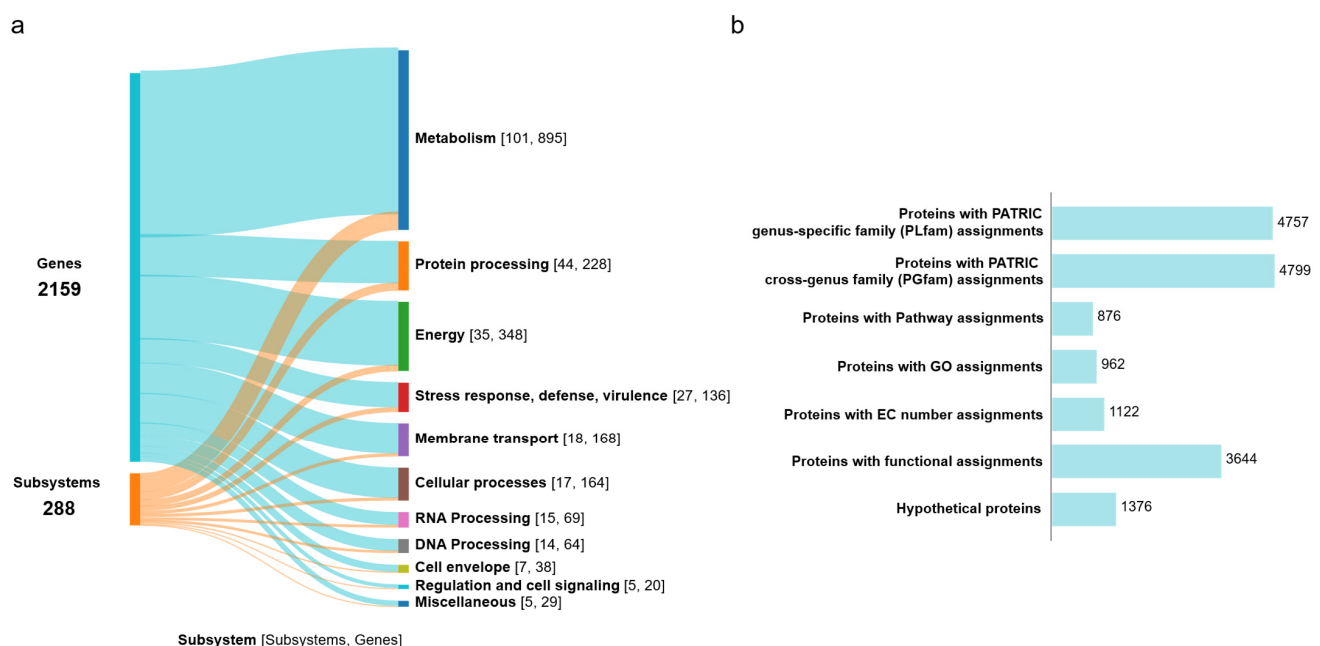 a
Genes
2159
Subsystems
288
Metabolism [101, 895]
Protein processing [44, 228]
Energy [35, 348]
Stress response, defense, virulence [27, 136]
Membrane transport [18, 168]
Cellular processes [17, 164]
RNA Processing [15, 69]
DNA Processing [14, 64]
Cell envelope [7, 38]
Regulation and cell signaling [5, 20]
Miscellaneous [5, 29]
Subsystem [Subsystems, Genes]
b
Proteins with PATRIC
genus-specific family (PLfam) assignments
4757
Proteins with PATRIC
cross-genus family (PGfam) assignments
4799
Proteins with Pathway assignments
876
Proteins with GO assignments
962
Proteins with EC number assignments
1122
Proteins with functional assignments
3644
Hypothetical proteins
1376